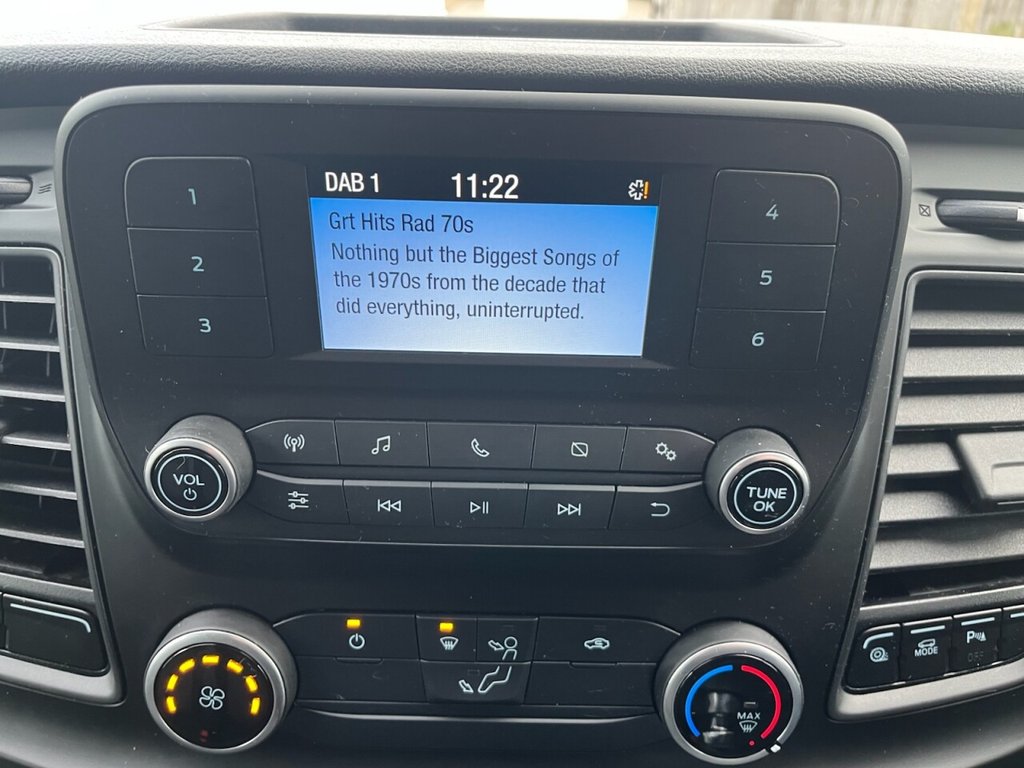 DAB 1 11:22
Grt Hits Rad 70s
Nothing but the Biggest Songs of
the 1970s from the decade that
did everything, uninterrupted.
1
2
3
4
5
6
VOL
TUNE
OK
MAX
MODE
P
OFF